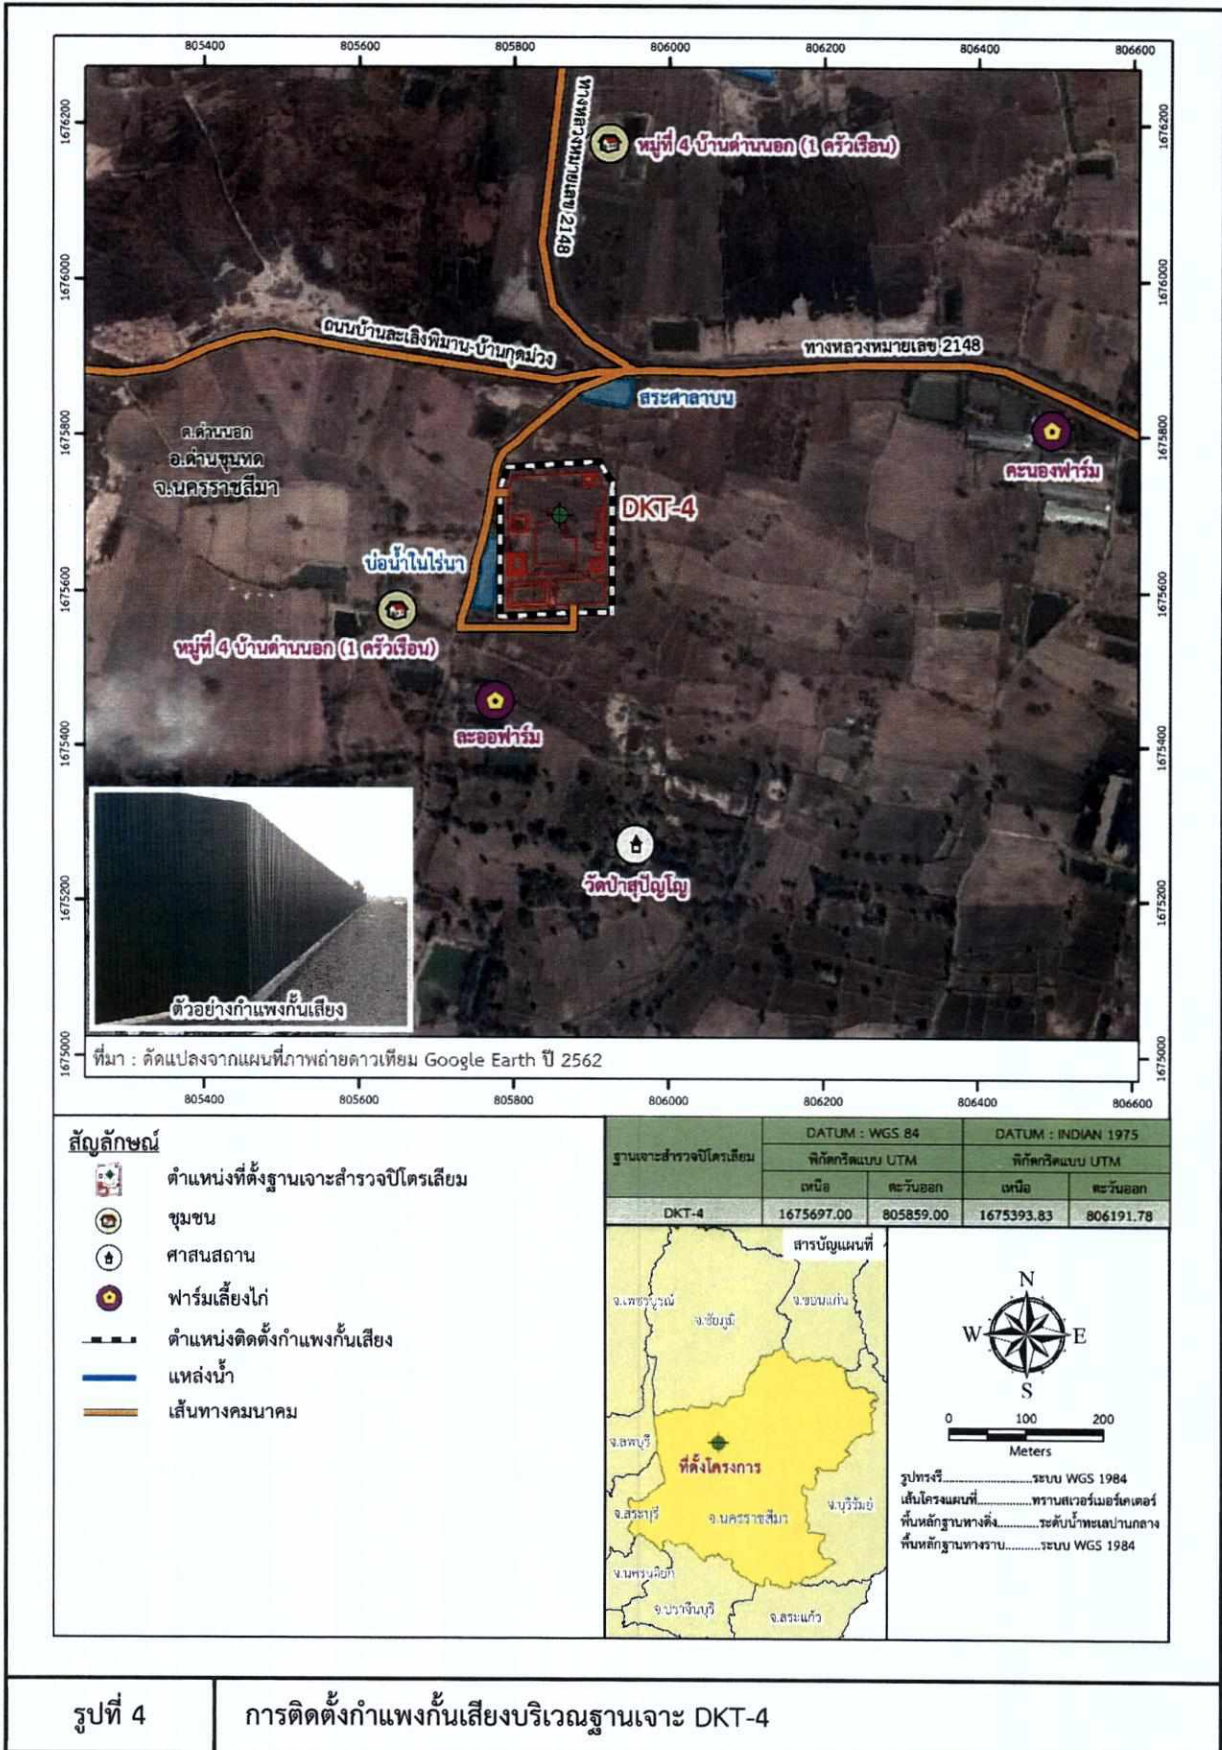 805400 805600 805800 806000 806200 806400 806600
1676200
1676000
1675800
1675600
1675400
1675200
1675000
1676200
1676000
1675800
1675600
1675400
1675200
1675000
ทางหลวงหมายเลข 2148
หมู่ที่ 4 บ้านด่านนอก (1 ครัวเรือน)
ถนนบ้านละเลิงพิมาน-บ้านกุดม่วง
ทางหลวงหมายเลข 2148
สระศาลาบน
ต.ด่านนอก
อ.ด่านขุนทด
จ.นครราชสีมา
คะนองฟาร์ม
DKT-4
บ่อน้ำในไร่นา
หมู่ที่ 4 บ้านด่านนอก (1 ครัวเรือน)
ละออฟาร์ม
วัดป่าสุปัญโญ
ตัวอย่างกำแพงกั้นเสียง
ที่มา : ดัดแปลงจากแผนที่ภาพถ่ายดาวเทียม Google Earth ปี 2562
805400 805600 805800 806000 806200 806400 806600
สัญลักษณ์
ตำแหน่งที่ตั้งฐานเจาะสำรวจปิโตรเลียม
ชุมชน
ศาสนสถาน
ฟาร์มเลี้ยงไก่
ตำแหน่งติดตั้งกำแพงกั้นเสียง
แหล่งน้ำ
เส้นทางคมนาคม
ฐานเจาะสำรวจปิโตรเลียม
DATUM : WGS 84 DATUM : INDIAN 1975
พิกัดกริดแบบ UTM พิกัดกริดแบบ UTM
เหนือ ตะวันออก เหนือ ตะวันออก
DKT-4 1675697.00 805859.00 1675393.83 806191.78
สารบัญแผนที่
จ.เพชรบูรณ์
จ.ชัยภูมิ
จ.ขอนแก่น
จ.ลพบุรี
ที่ตั้งโครงการ
จ.สระบุรี
จ.นครราชสีมา
จ.บุรีรัมย์
จ.นครนายก
จ.ปราจีนบุรี
จ.สระแก้ว
N
W E
S
0 100 200
Meters
รูปทรงรี..........................ระบบ WGS 1984
เส้นโครงแผนที่................ทรานสเวอร์เมอร์เคเตอร์
พื้นหลักฐานทางดิ่ง............ระดับน้ำทะเลปานกลาง
พื้นหลักฐานทางราบ..........ระบบ WGS 1984
รูปที่ 4
การติดตั้งกำแพงกั้นเสียงบริเวณฐานเจาะ DKT-4